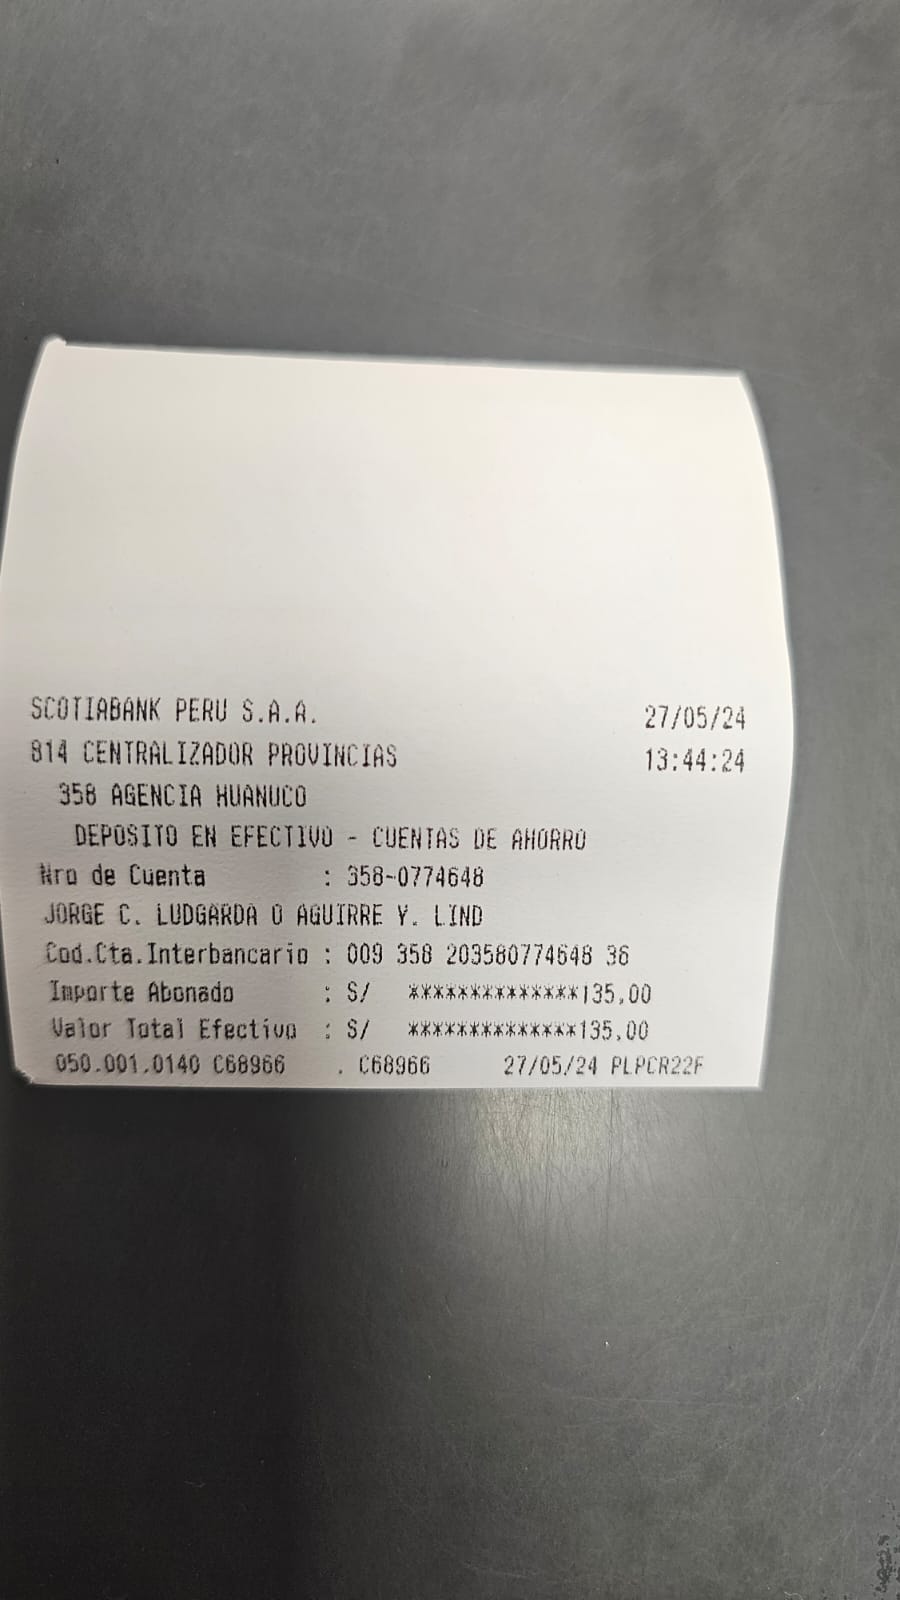 SCOTIABANK PERU S.A.A. 27/05/24
814 CENTRALIZADOR PROVINCIAS 13:44:24
358 AGENCIA HUANUCO
DEPOSITO EN EFECTIVO - CUENTAS DE AHORRO
Nro de Cuenta : 358-0774648
JORGE C. LUDGARDA O AGUIRRE Y. LIND
Cod.Cta.Interbancario : 009 358 203580774648 36
Importe Abonado : S/ **************135,00
Valor Total Efectivo : S/ **************135,00
050.001.0140 C68966 . C68966 27/05/24 PLPCR22F